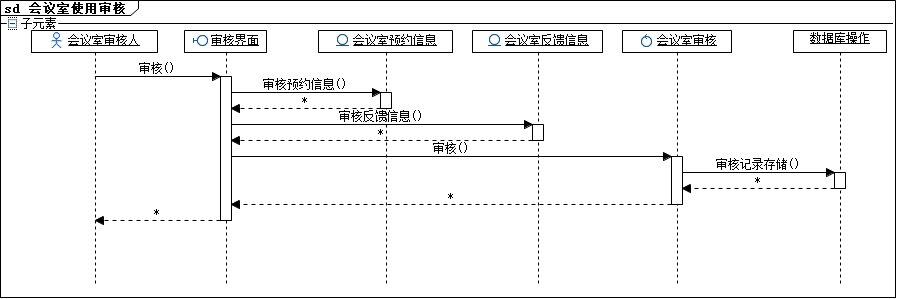 sd 会议室使用审核
子元素
会议室审核人 审核界面 会议室预约信息 会议室反馈信息 会议室审核 数据库操作
审核()
审核预约信息()
*
审核反馈信息()
*
审核()
审核记录存储()
*
*
*